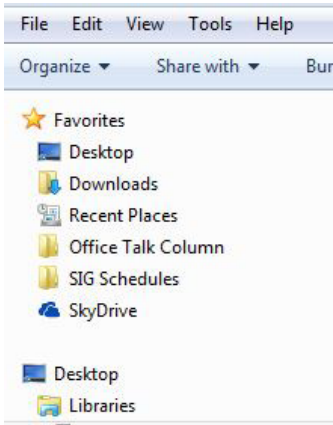 File Edit View Tools Help
Organize Share with Bur
Favorites
Desktop
Downloads
Recent Places
Office Talk Column
SIG Schedules
SkyDrive
Desktop
Libraries